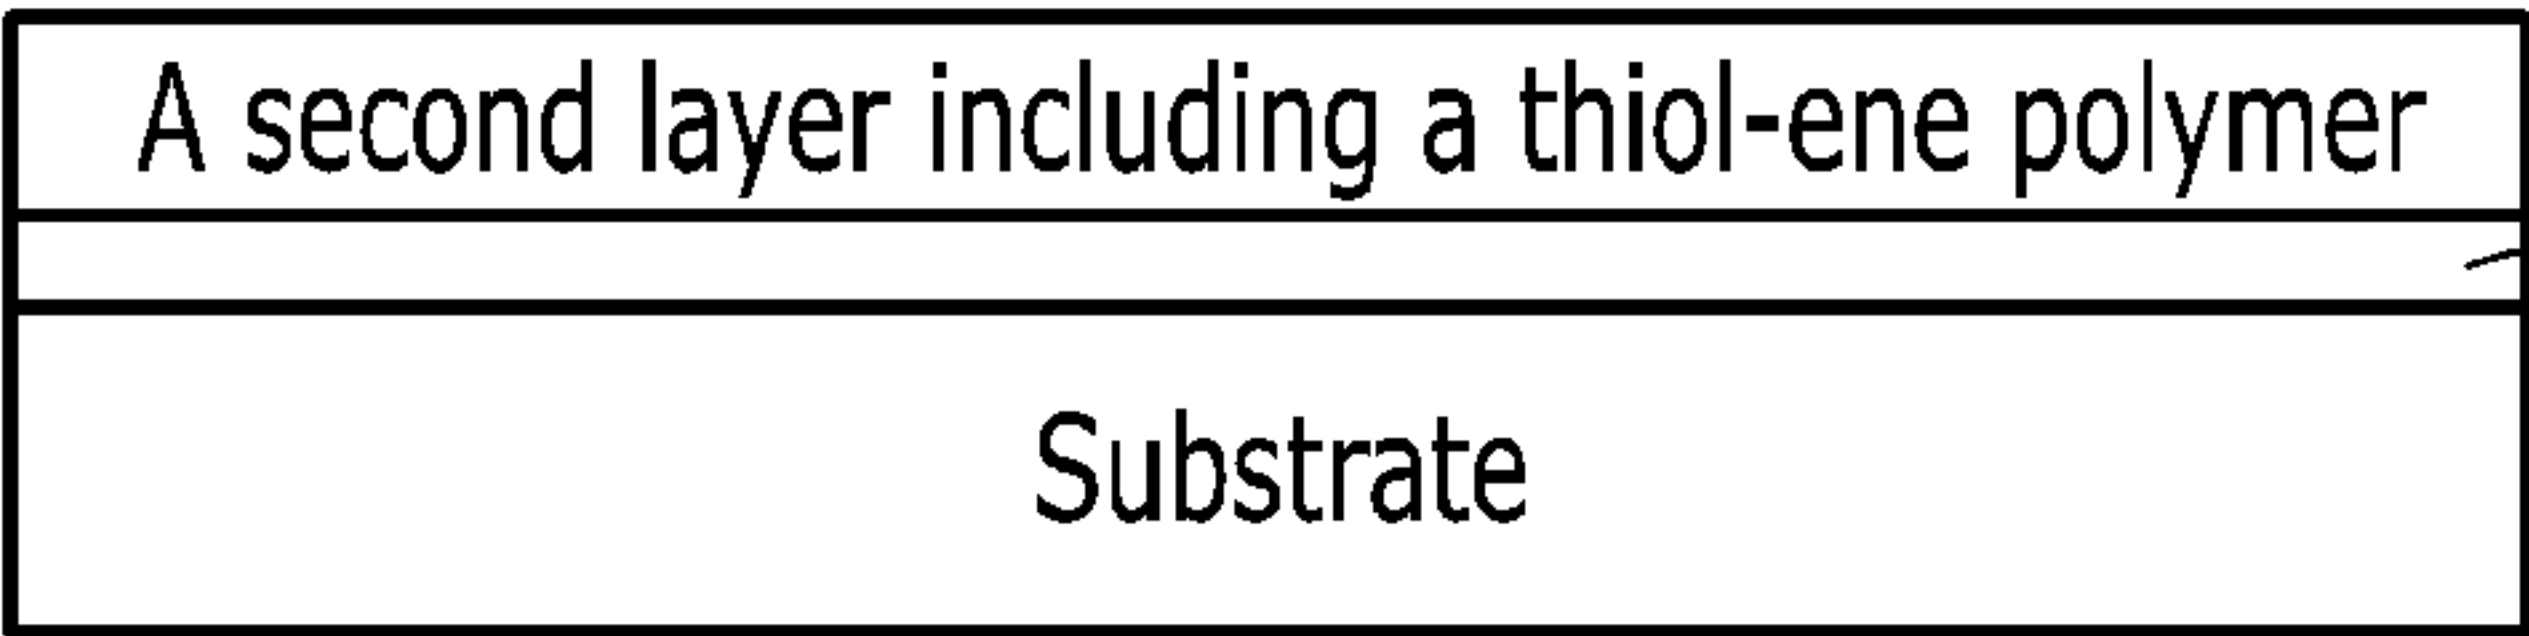 A second layer including a thiol-ene polymer
Substrate